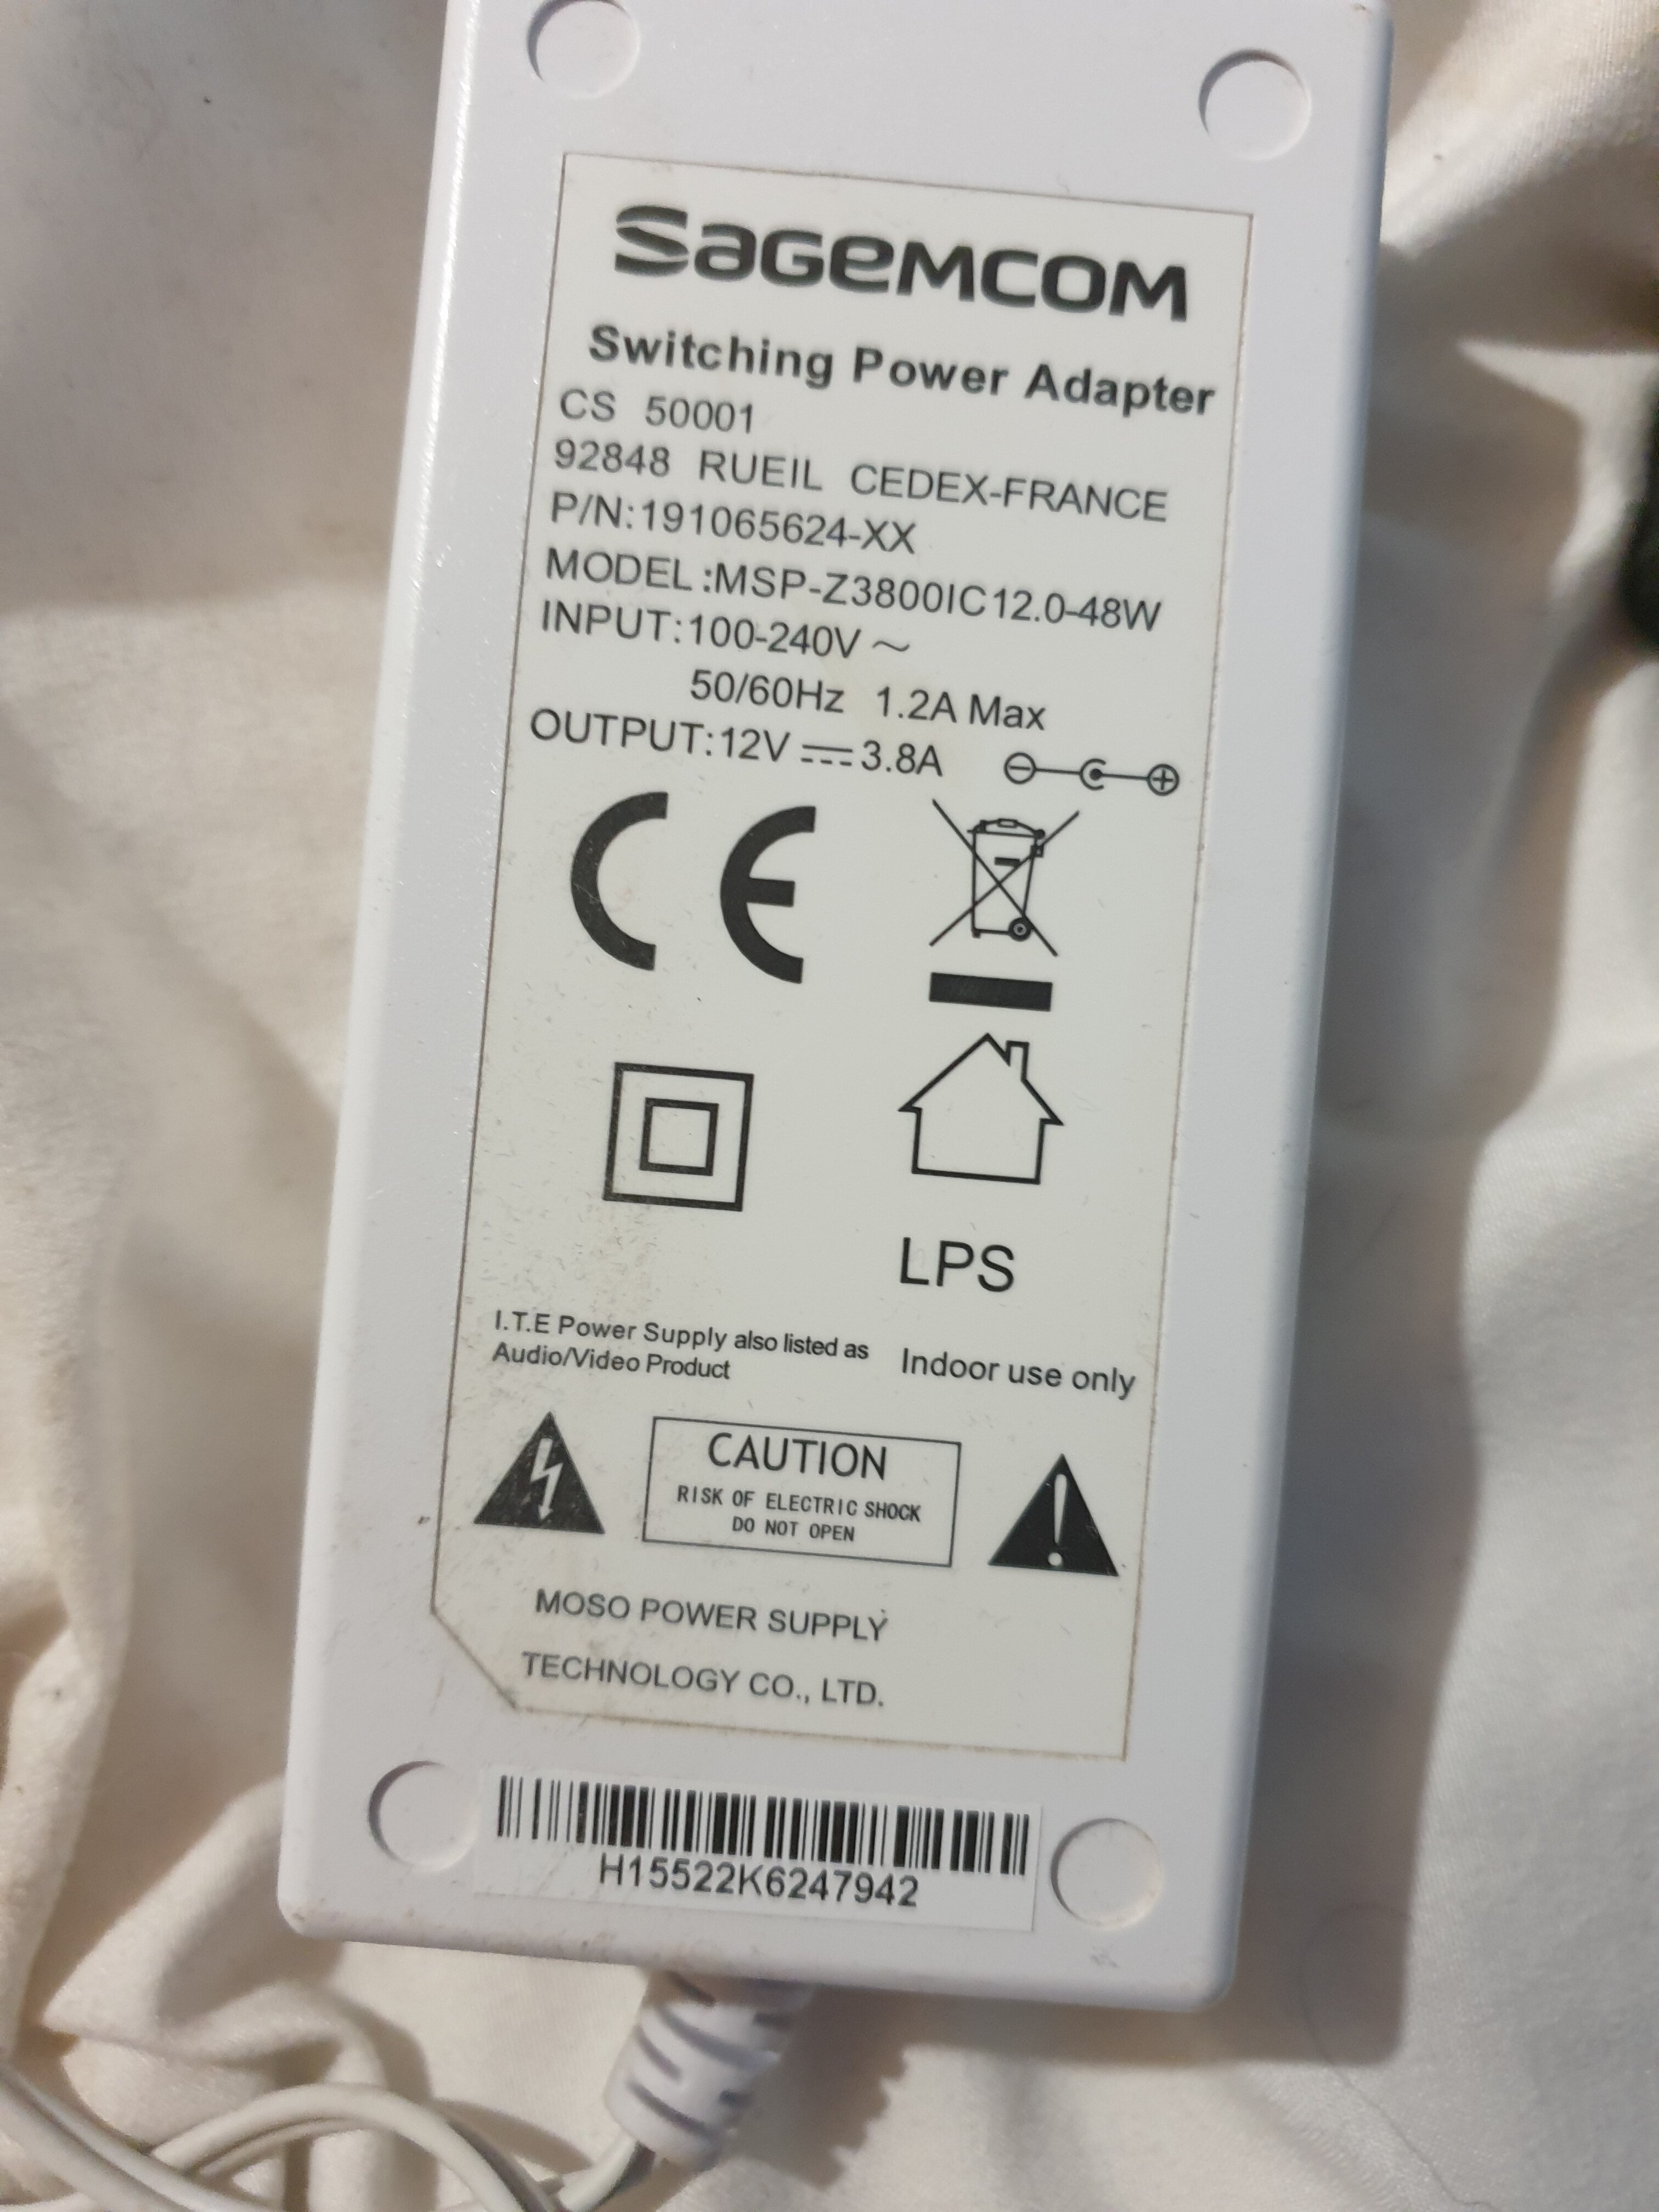 SAGEMCOM
Switching Power Adapter
CS 50001
92848 RUEIL CEDEX-FRANCE
P/N:191065624-XX
MODEL:MSP-Z3800IC12.0-48W
INPUT:100-240V ~
50/60Hz 1.2A Max
OUTPUT:12V ⎓ 3.8A
CE
LPS
I.T.E Power Supply also listed as
Audio/Video Product
Indoor use only
CAUTION
RISK OF ELECTRIC SHOCK
DO NOT OPEN
MOSO POWER SUPPLY
TECHNOLOGY CO., LTD.
H15522K6247942